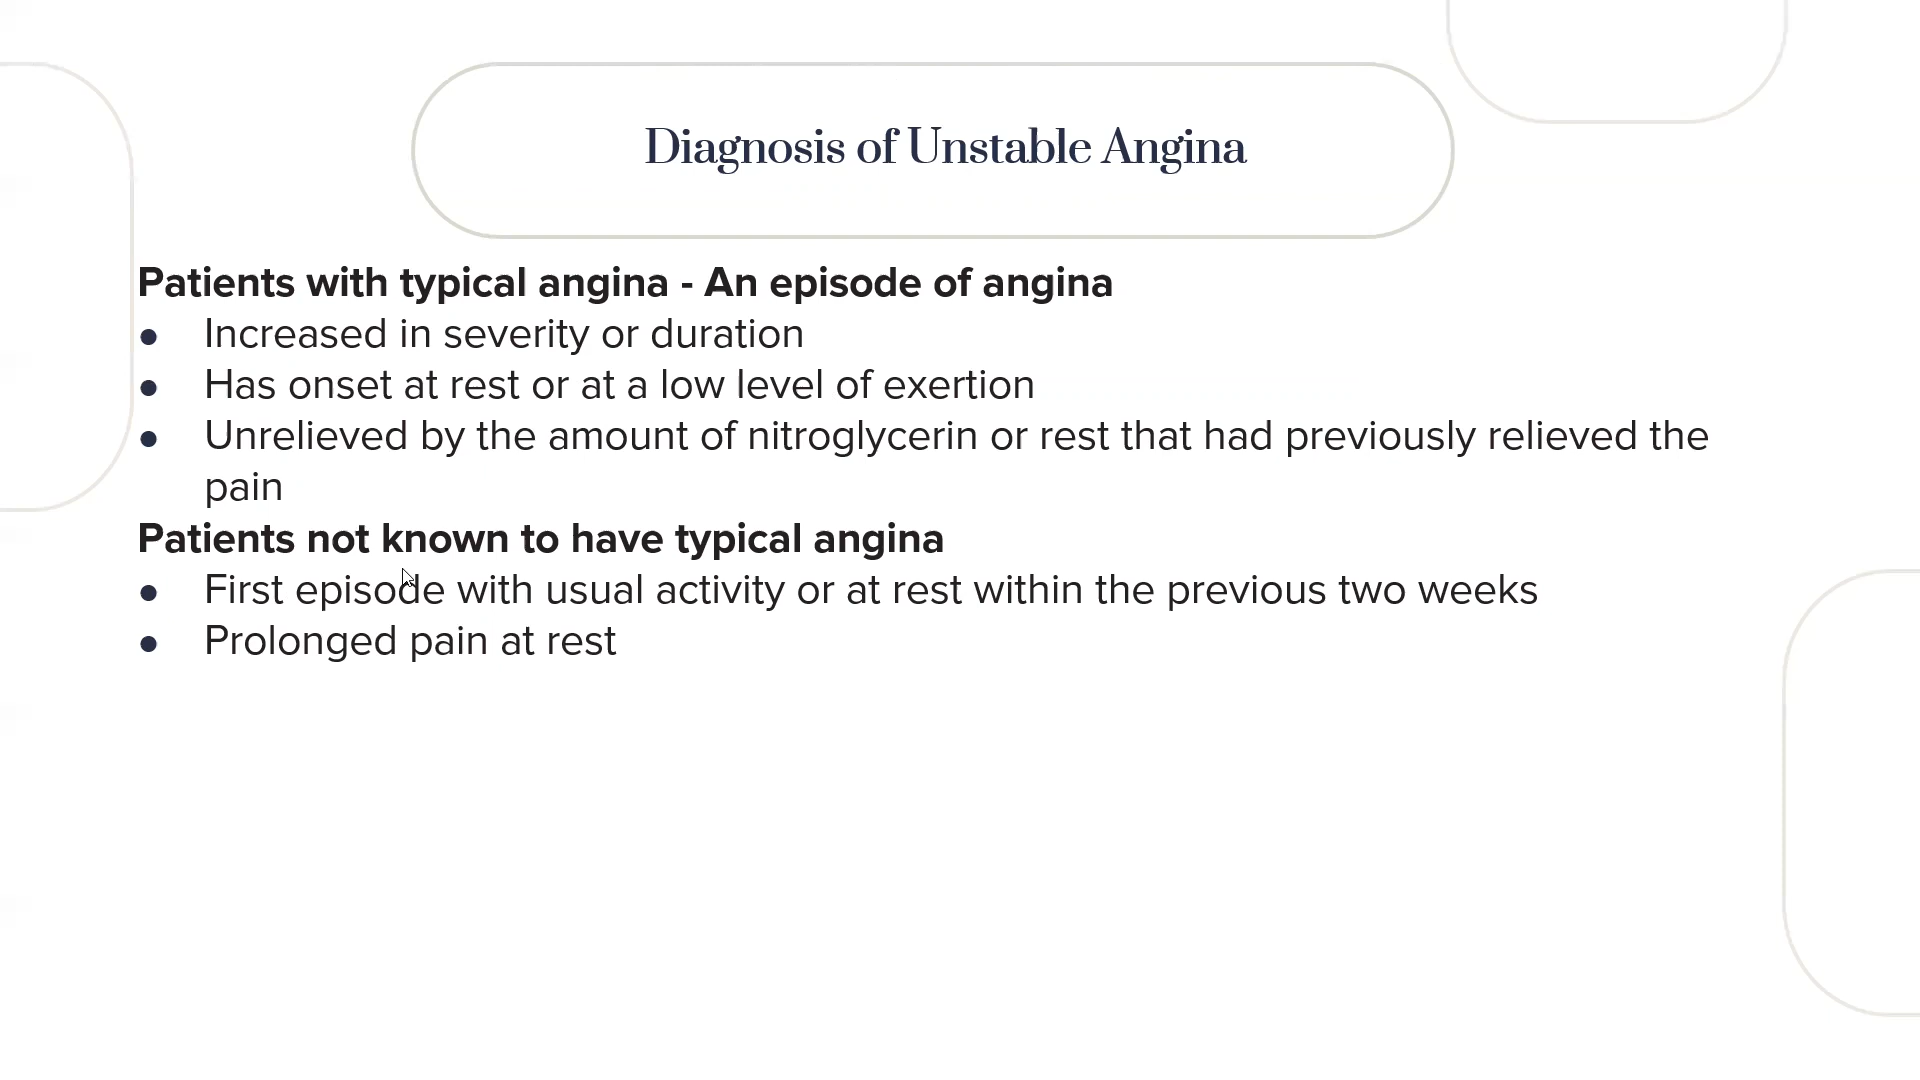 Diagnosis of Unstable Angina
Patients with typical angina - An episode of angina
● Increased in severity or duration
● Has onset at rest or at a low level of exertion
● Unrelieved by the amount of nitroglycerin or rest that had previously relieved the
pain
Patients not known to have typical angina
● First episode with usual activity or at rest within the previous two weeks
● Prolonged pain at rest